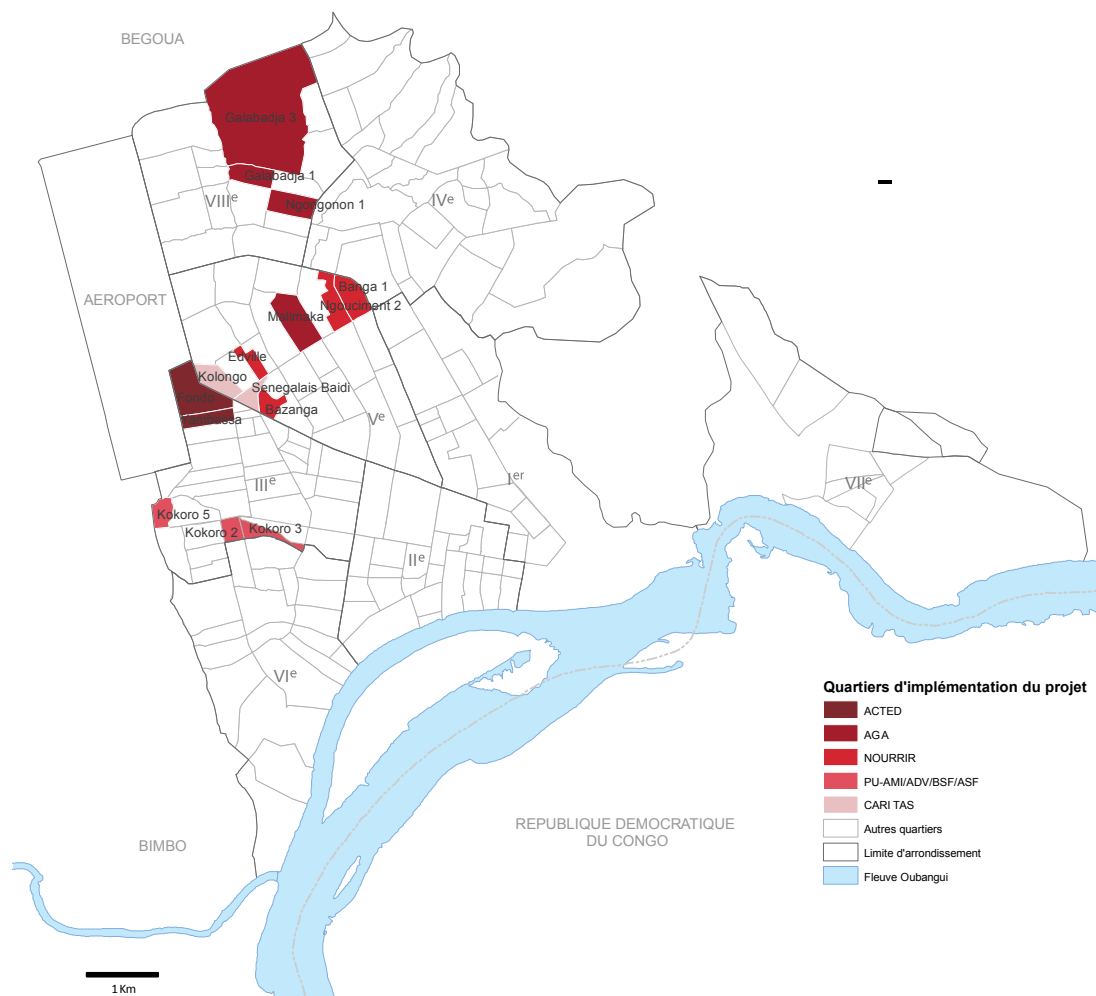 BEGOUA
Galabadja 3
Galabadja 1
VIIIe
Ngongonon 1
IVe
AEROPORT
Banga 1
Ngouciment 2
Malimaka
Edville
Kolongo
Senegalais Baidi
Fondo
Bazanga
Ve
Ier
IIIe
VIIe
Kokoro 5
Kokoro 2
Kokoro 3
IIe
VIe
Quartiers d'implémentation du projet
ACTED
AGA
NOURRIR
PU-AMI/ADV/BSF/ASF
CARI TAS
Autres quartiers
Limite d'arrondissement
Fleuve Oubangui
REPUBLIQUE DEMOCRATIQUE
DU CONGO
BIMBO
1 Km